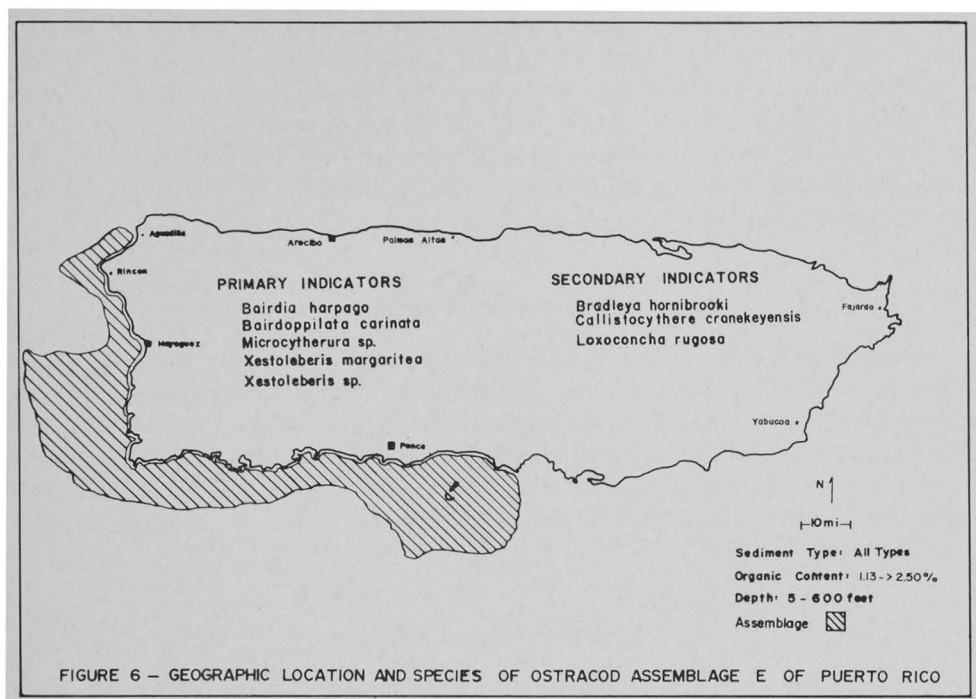 Aguadilla
Arecibo
Palmas Altas
Rincon
PRIMARY INDICATORS
Bairdia harpago
Bairdoppilata carinata
Microcytherura sp.
Xestoleberis margaritea
Xestoleberis sp.
SECONDARY INDICATORS
Bradleya hornibrooki
Callistocythere cranekeyensis
Loxoconcha rugosa
Fajardo
Mayaguez
Yabucoa
Ponce
N
10mi
Sediment Type: All Types
Organic Content: 1.13->2.50%
Depth: 5-600 feet
Assemblage
FIGURE 6 – GEOGRAPHIC LOCATION AND SPECIES OF OSTRACOD ASSEMBLAGE E OF PUERTO RICO